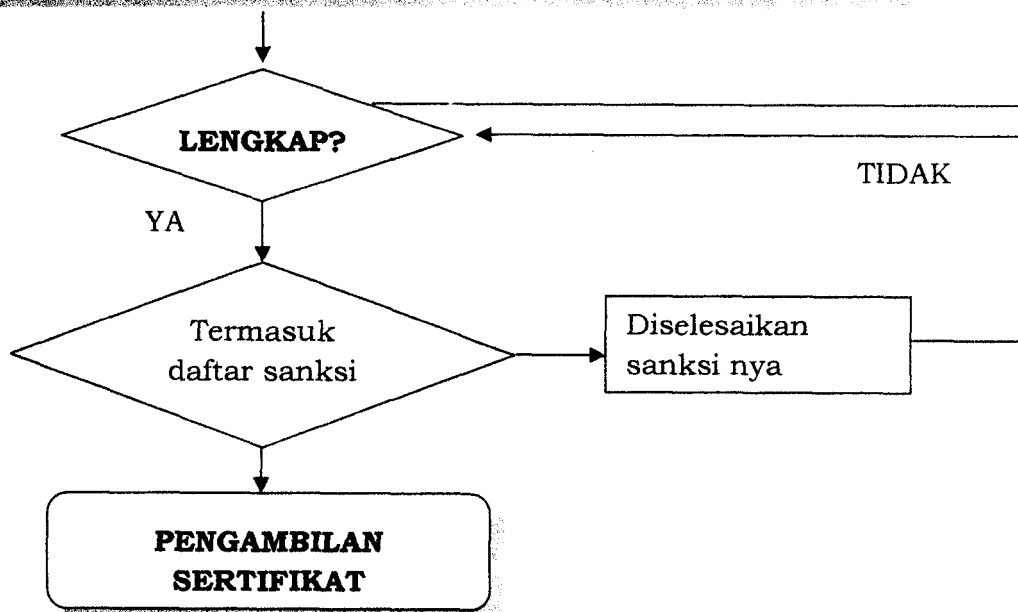 LENGKAP?
TIDAK
YA
Termasuk
daftar sanksi
Diselesaikan
sanksi nya
PENGAMBILAN
SERTIFIKAT